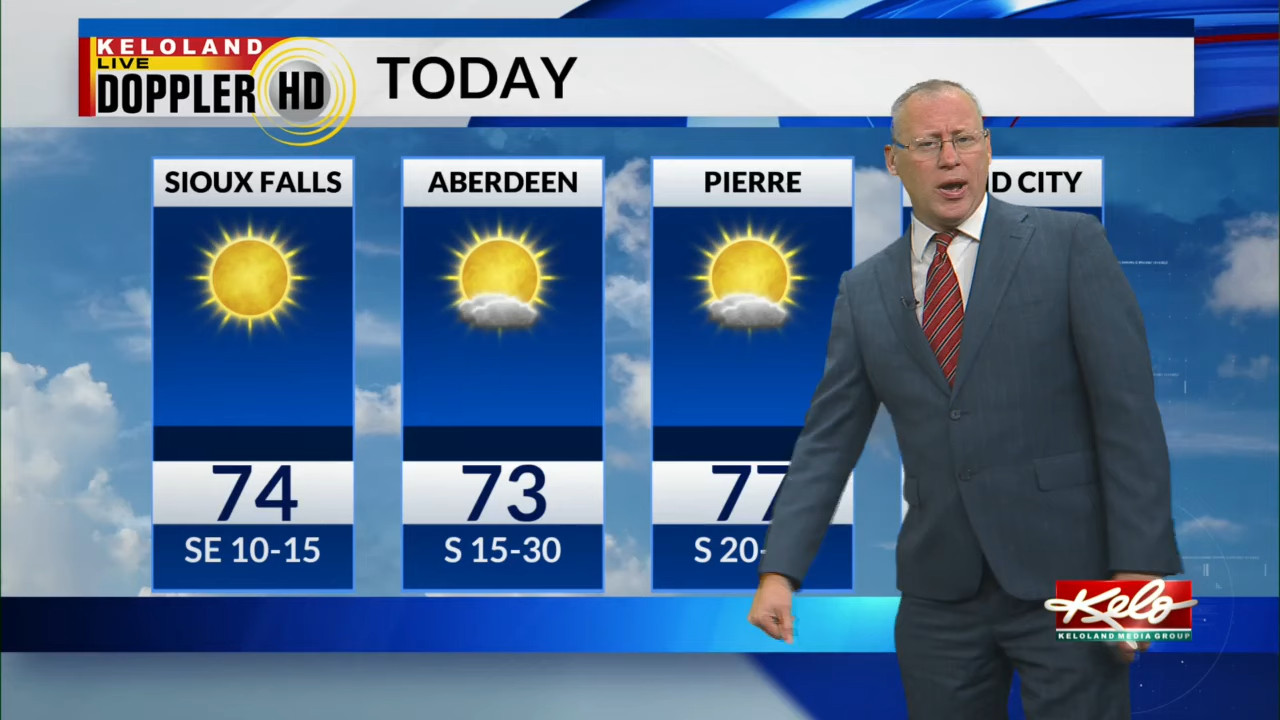 KELOLAND
LIVE
DOPPLER HD
TODAY
SIOUX FALLS
ABERDEEN
PIERRE
D CITY
74
73
77
SE 10-15
S 15-30
S 20-
Kelo
KELOLAND MEDIA GROUP